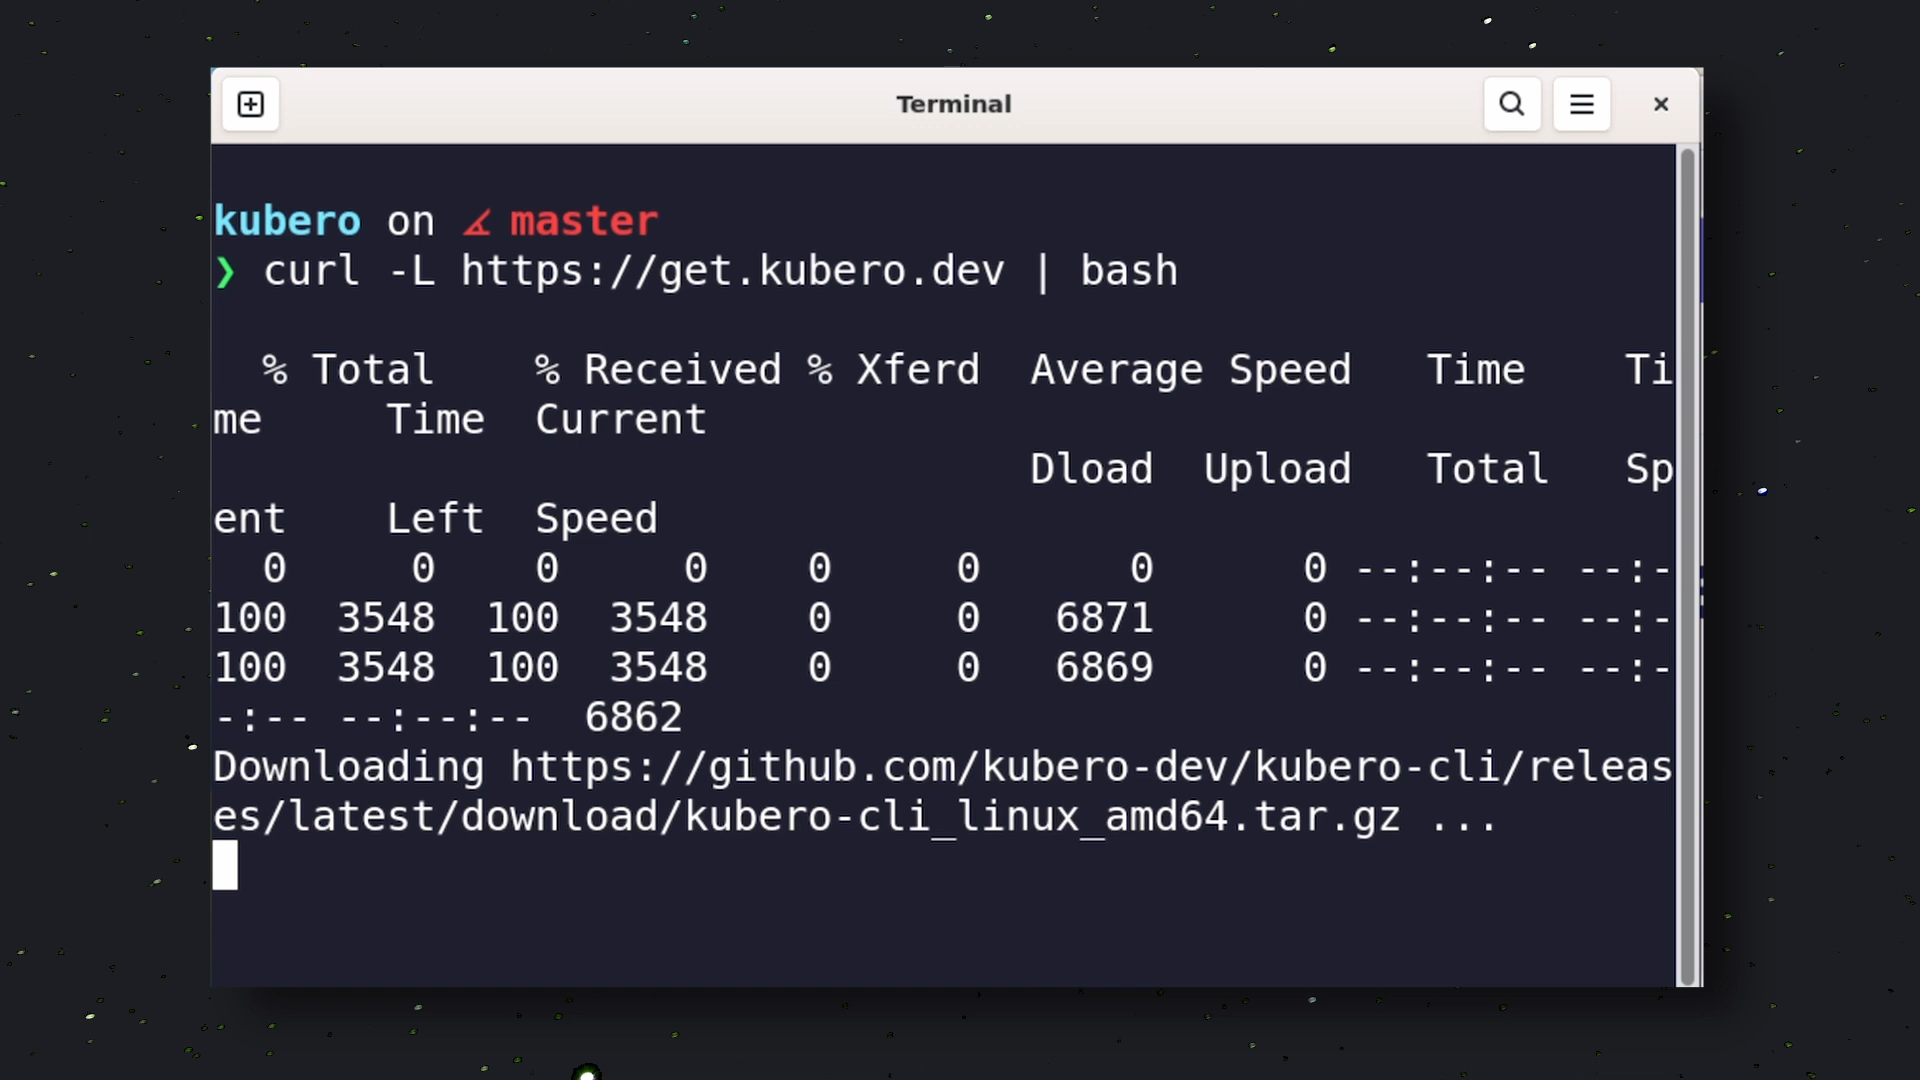 Terminal
kubero on master
❯ curl -L https://get.kubero.dev | bash
% Total % Received % Xferd Average Speed Time Ti
me Time Current
Dload Upload Total Sp
ent Left Speed
0 0 0 0 0 0 0 0 --:--:-- --:-
100 3548 100 3548 0 0 6871 0 --:--:-- --:-
100 3548 100 3548 0 0 6869 0 --:--:-- --:-
-:-- --:--:-- 6862
Downloading https://github.com/kubero-dev/kubero-cli/releas
es/latest/download/kubero-cli_linux_amd64.tar.gz ...